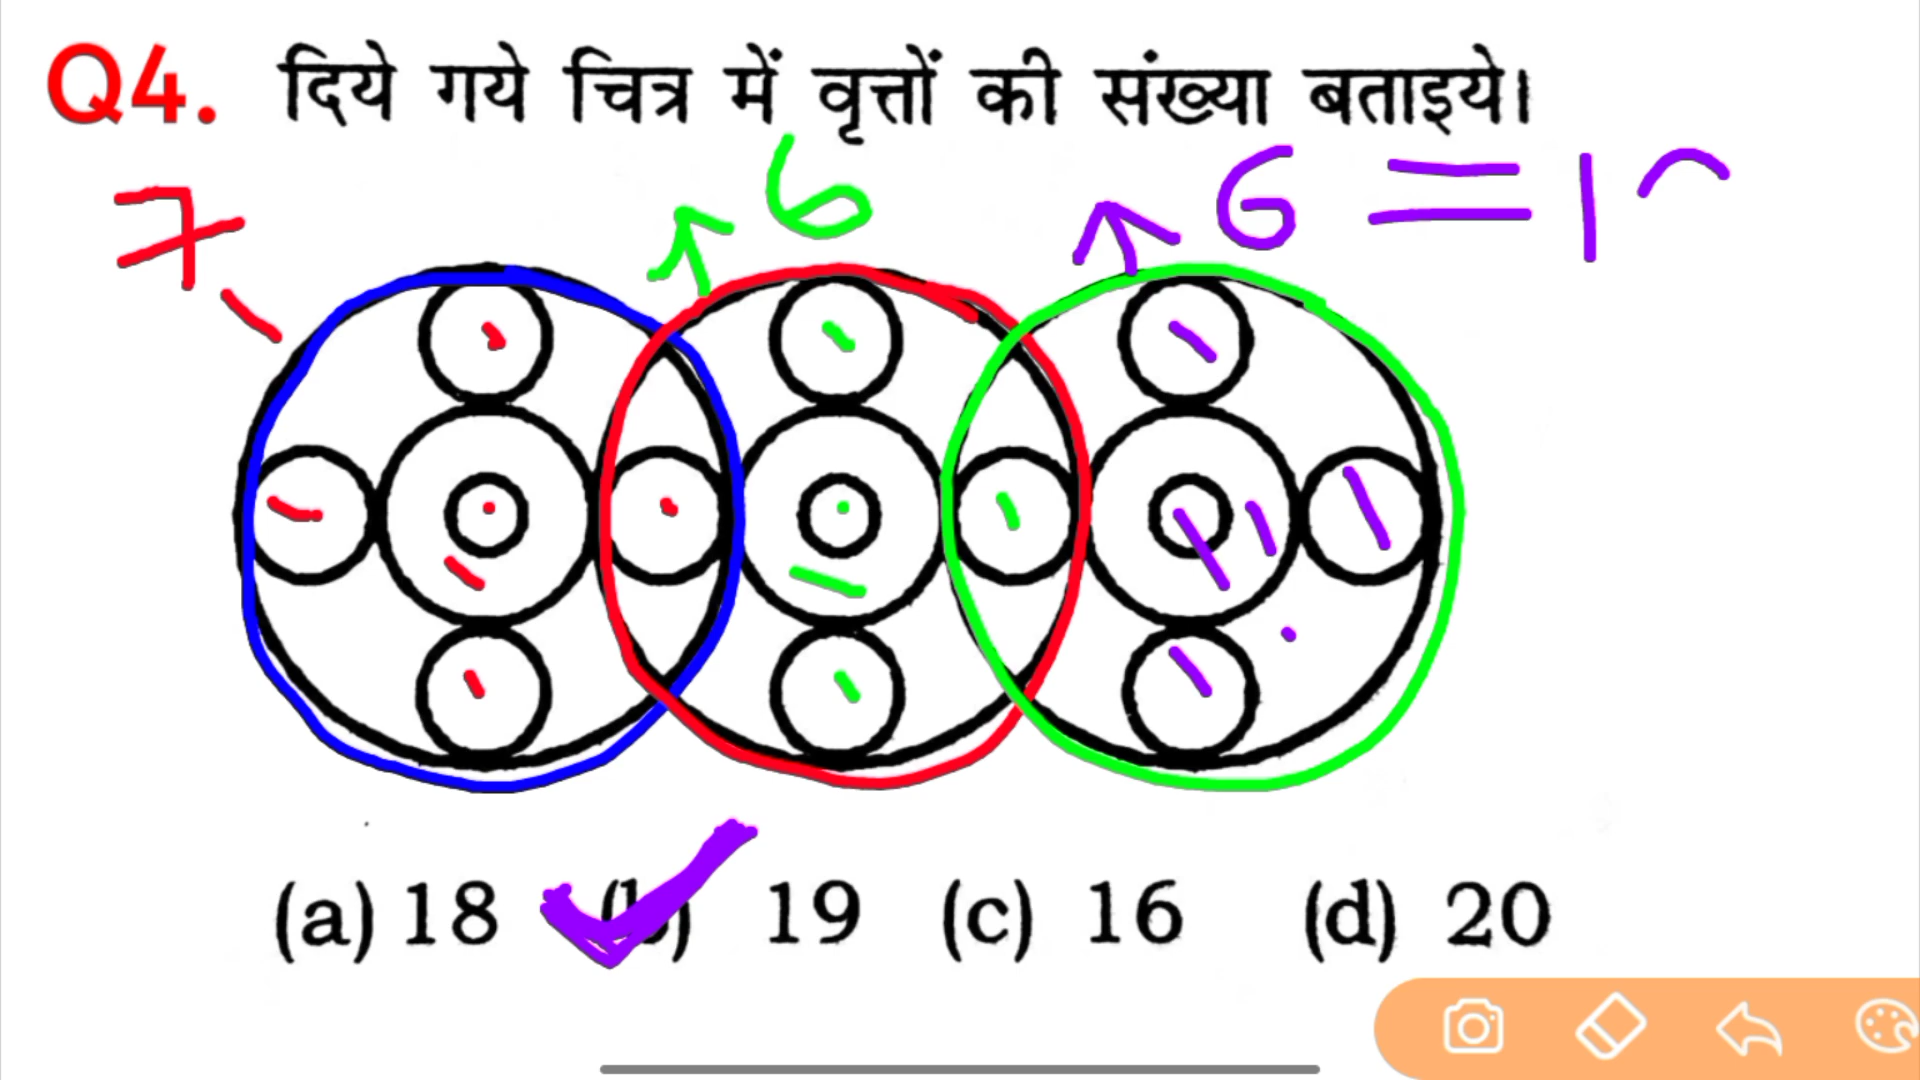 Q4. दिये गये चित्र में वृत्तों की संख्या बताइये।
7 6 6 = 1
(a) 18 (b) 19 (c) 16 (d) 20